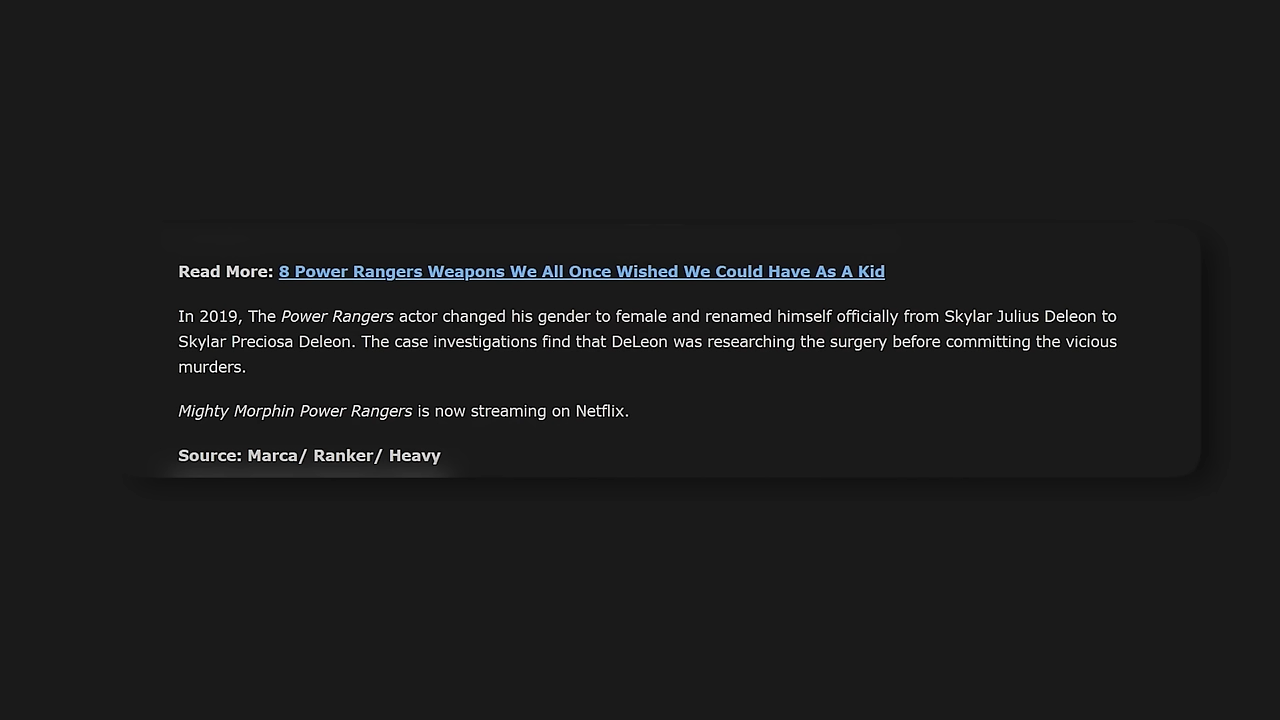 Read More: 8 Power Rangers Weapons We All Once Wished We Could Have As A Kid
In 2019, The Power Rangers actor changed his gender to female and renamed himself officially from Skylar Julius Deleon to
Skylar Preciosa Deleon. The case investigations find that DeLeon was researching the surgery before committing the vicious
murders.
Mighty Morphin Power Rangers is now streaming on Netflix.
Source: Marca/ Ranker/ Heavy